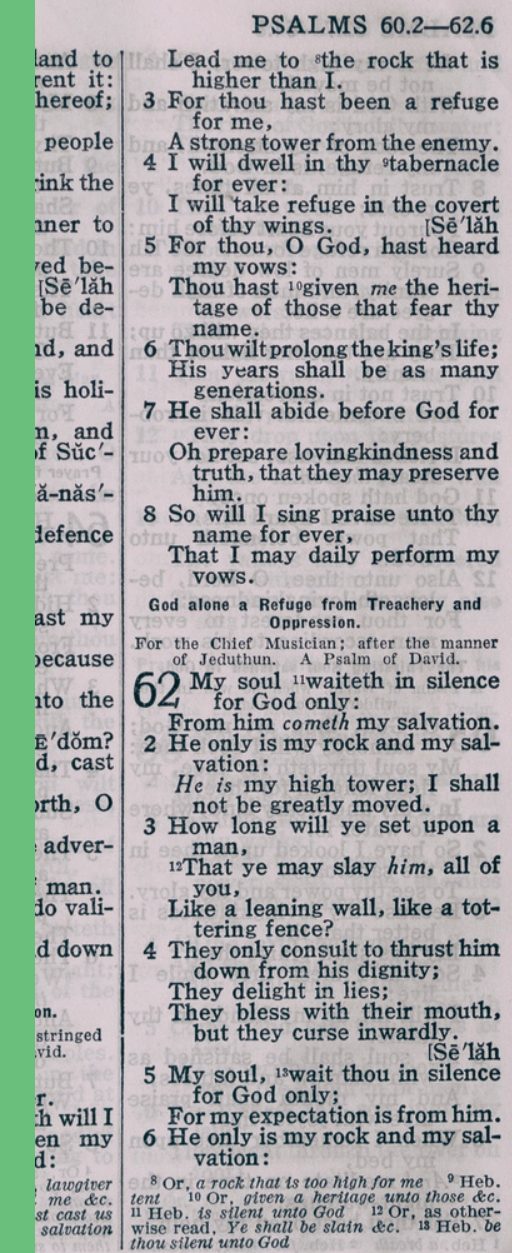 PSALMS 60.2—62.6
land to
rent it:
hereof;
people
ink the
ner to
ved be-
[Sē′lăh
be de-
nd, and
is holi-
m, and
of Sŭc′-
ă-năs′-
defence
ast my
because
nto the
Ē′dŏm?
d, cast
orth, O
adver-
man.
do vali-
d down
on.
stringed
vid.
r.
th will I
en my
d:
lawgiver
me &c.
st cast us
salvation
Lead me to ⁸the rock that is
higher than I.
3 For thou hast been a refuge
for me,
A strong tower from the enemy.
4 I will dwell in thy ⁹tabernacle
for ever:
I will take refuge in the covert
of thy wings. [Sē′lăh
5 For thou, O God, hast heard
my vows:
Thou hast ¹⁰given me the heri-
tage of those that fear thy
name.
6 Thou wilt prolong the king's life;
His years shall be as many
generations.
7 He shall abide before God for
ever:
Oh prepare lovingkindness and
truth, that they may preserve
him.
8 So will I sing praise unto thy
name for ever,
That I may daily perform my
vows.
God alone a Refuge from Treachery and
Oppression.
For the Chief Musician; after the manner
of Jeduthun. A Psalm of David.
62 My soul ¹¹waiteth in silence
for God only:
From him cometh my salvation.
2 He only is my rock and my sal-
vation:
He is my high tower; I shall
not be greatly moved.
3 How long will ye set upon a
man,
¹²That ye may slay him, all of
you,
Like a leaning wall, like a tot-
tering fence?
4 They only consult to thrust him
down from his dignity;
They delight in lies;
They bless with their mouth,
but they curse inwardly.
[Sē′lăh
5 My soul, ¹³wait thou in silence
for God only;
For my expectation is from him.
6 He only is my rock and my sal-
vation:
⁸ Or, a rock that is too high for me ⁹ Heb.
tent ¹⁰ Or, given a heritage unto those &c.
¹¹ Heb. is silent unto God ¹² Or, as other-
wise read, Ye shall be slain &c. ¹³ Heb. be
thou silent unto God